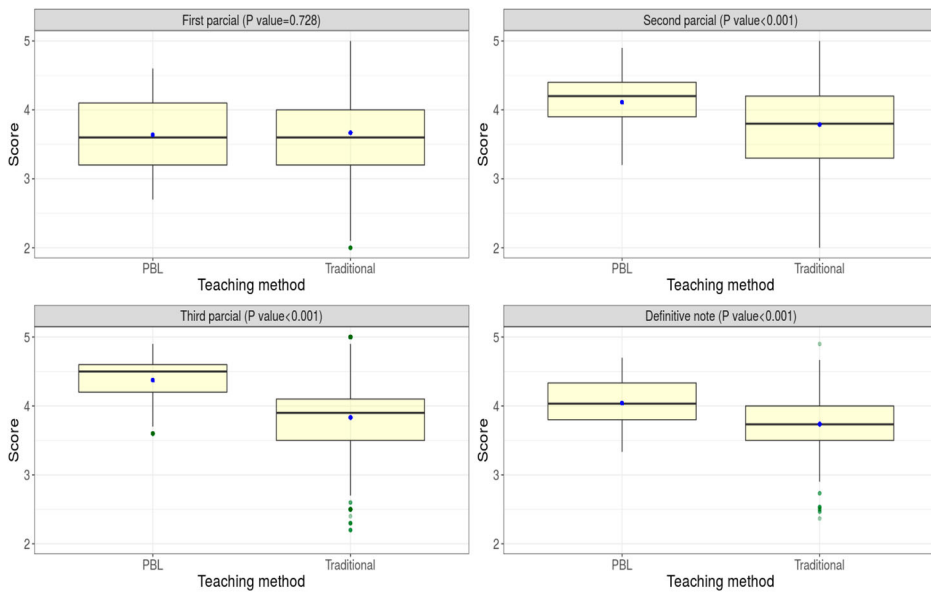 First parcial (P value=0.728)
Score
5
4
3
2
PBL
Traditional
Teaching method
Second parcial (P value<0.001)
Score
5
4
3
2
PBL
Traditional
Teaching method
Third parcial (P value<0.001)
Score
5
4
3
2
PBL
Traditional
Teaching method
Definitive note (P value<0.001)
Score
5
4
3
2
PBL
Traditional
Teaching method